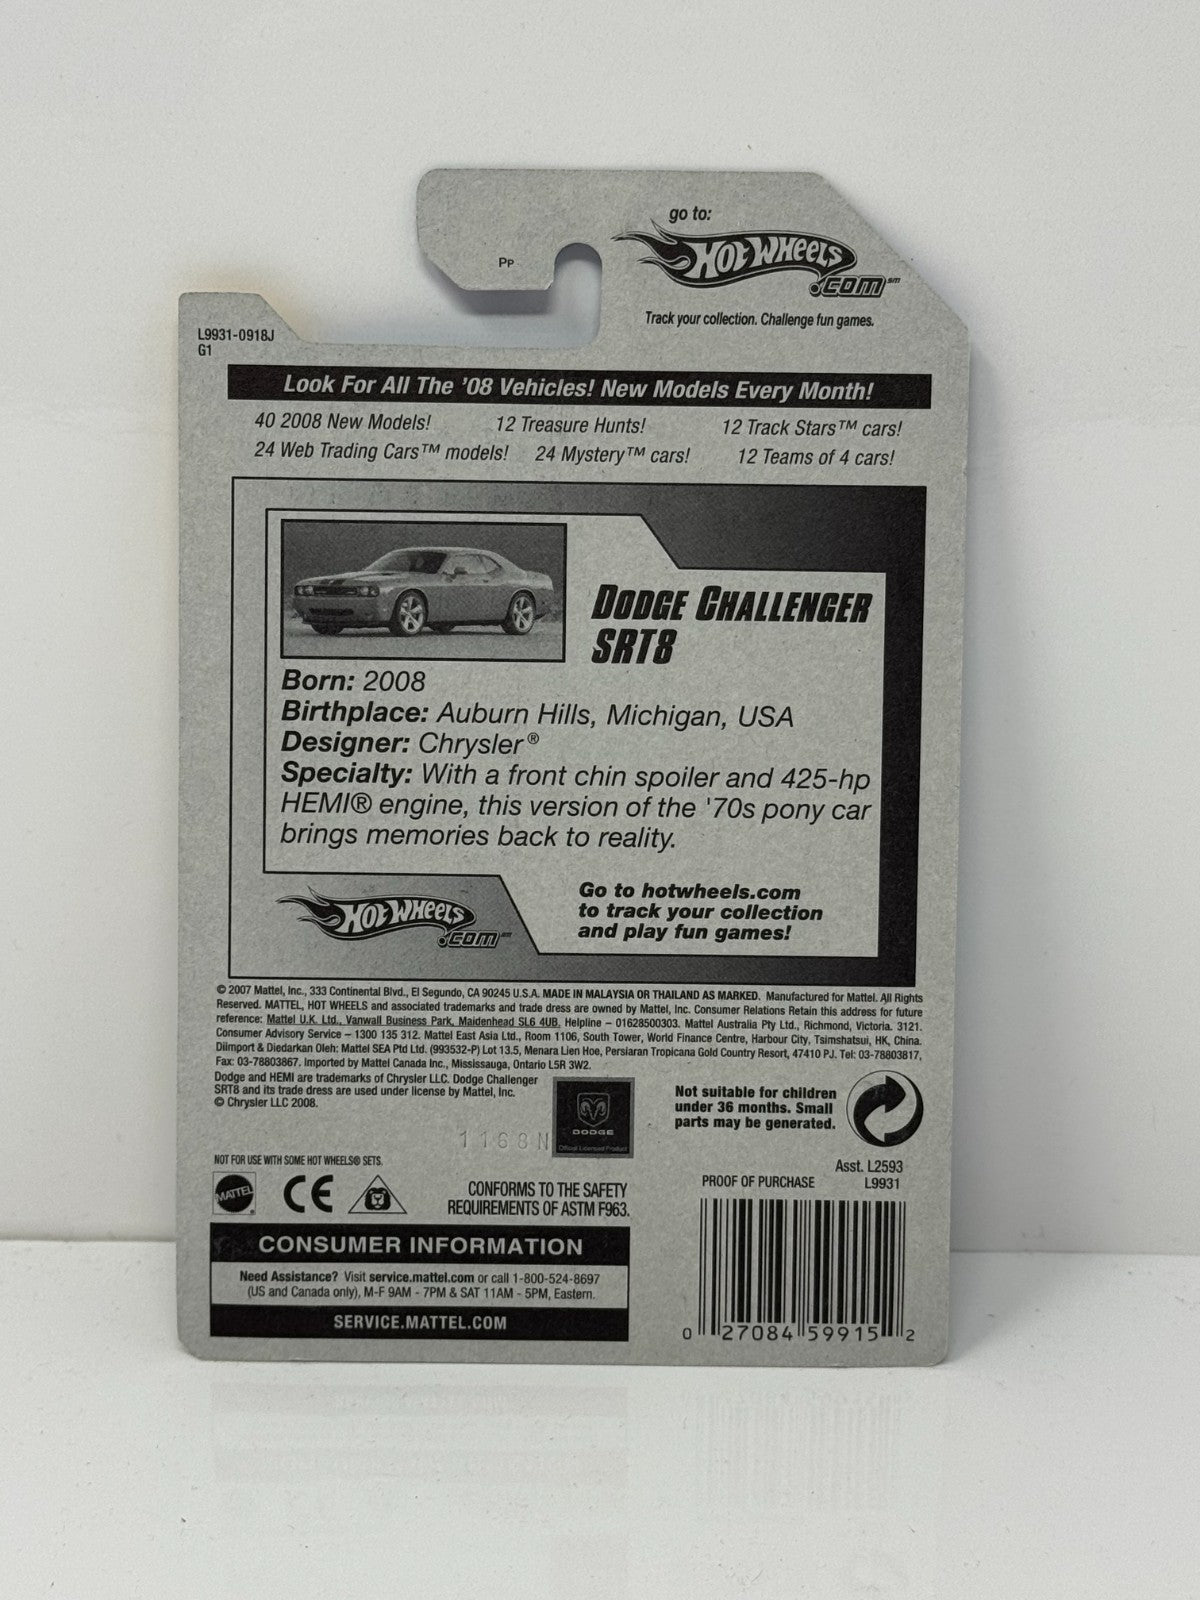 go to:
Hot Wheels
.com℠
Track your collection. Challenge fun games.
PP
L9931-0918J
G1
Look For All The '08 Vehicles! New Models Every Month!
40 2008 New Models! 12 Treasure Hunts! 12 Track Stars™ cars!
24 Web Trading Cars™ models! 24 Mystery™ cars! 12 Teams of 4 cars!
DODGE CHALLENGER
SRT8
Born: 2008
Birthplace: Auburn Hills, Michigan, USA
Designer: Chrysler®
Specialty: With a front chin spoiler and 425-hp
HEMI® engine, this version of the '70s pony car
brings memories back to reality.
Hot Wheels
.com℠
Go to hotwheels.com
to track your collection
and play fun games!
© 2007 Mattel, Inc., 333 Continental Blvd., El Segundo, CA 90245 U.S.A. MADE IN MALAYSIA OR THAILAND AS MARKED. Manufactured for Mattel. All Rights
Reserved. MATTEL, HOT WHEELS and associated trademarks and trade dress are owned by Mattel, Inc. Consumer Relations Retain this address for future
reference: Mattel U.K. Ltd., Vanwall Business Park, Maidenhead SL6 4UB. Helpline – 01628500303. Mattel Australia Pty Ltd., Richmond, Victoria. 3121.
Consumer Advisory Service – 1300 135 312. Mattel East Asia Ltd., Room 1106, South Tower, World Finance Centre, Harbour City, Tsimshatsui, HK, China.
Diimport & Diedarkan Oleh: Mattel SEA Ptd Ltd. (993532-P) Lot 13.5, Menara Lien Hoe, Persiaran Tropicana Gold Country Resort, 47410 PJ. Tel: 03-78803817,
Fax: 03-78803867. Imported by Mattel Canada Inc., Mississauga, Ontario L5R 3W2.
Dodge and HEMI are trademarks of Chrysler LLC. Dodge Challenger
SRT8 and its trade dress are used under license by Mattel, Inc.
© Chrysler LLC 2008.
DODGE
Official Licensed Product
1168N
Not suitable for children
under 36 months. Small
parts may be generated.
NOT FOR USE WITH SOME HOT WHEELS® SETS.
MATTEL®
CE
CONFORMS TO THE SAFETY
REQUIREMENTS OF ASTM F963.
Asst. L2593
PROOF OF PURCHASE L9931
CONSUMER INFORMATION
Need Assistance? Visit service.mattel.com or call 1-800-524-8697
(US and Canada only), M-F 9AM - 7PM & SAT 11AM - 5PM, Eastern.
SERVICE.MATTEL.COM
0 27084 59915 2